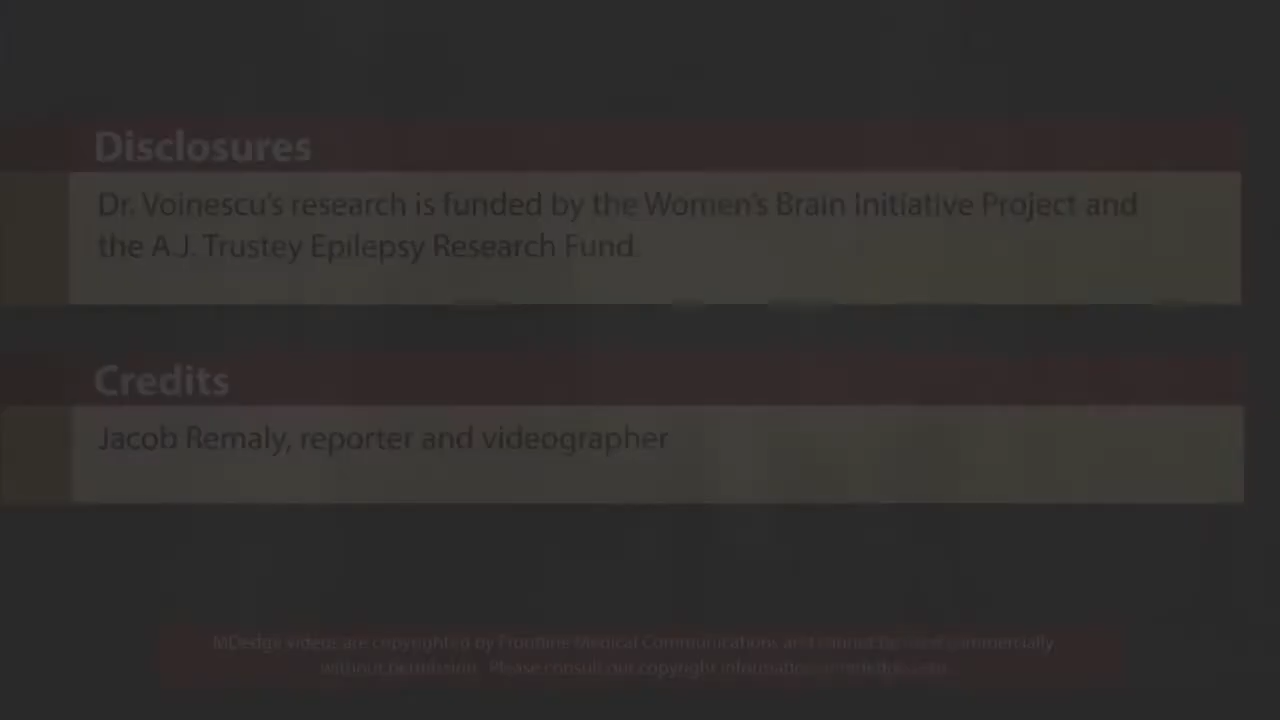 Disclosures
Dr. Voinescu's research is funded by the Women's Brain Initiative Project and
the A.J. Trustey Epilepsy Research Fund.
Credits
Jacob Remaly, reporter and videographer
MDedge videos are copyrighted by Frontline Medical Communications and cannot be used commercially
without permission. Please consult our copyright information